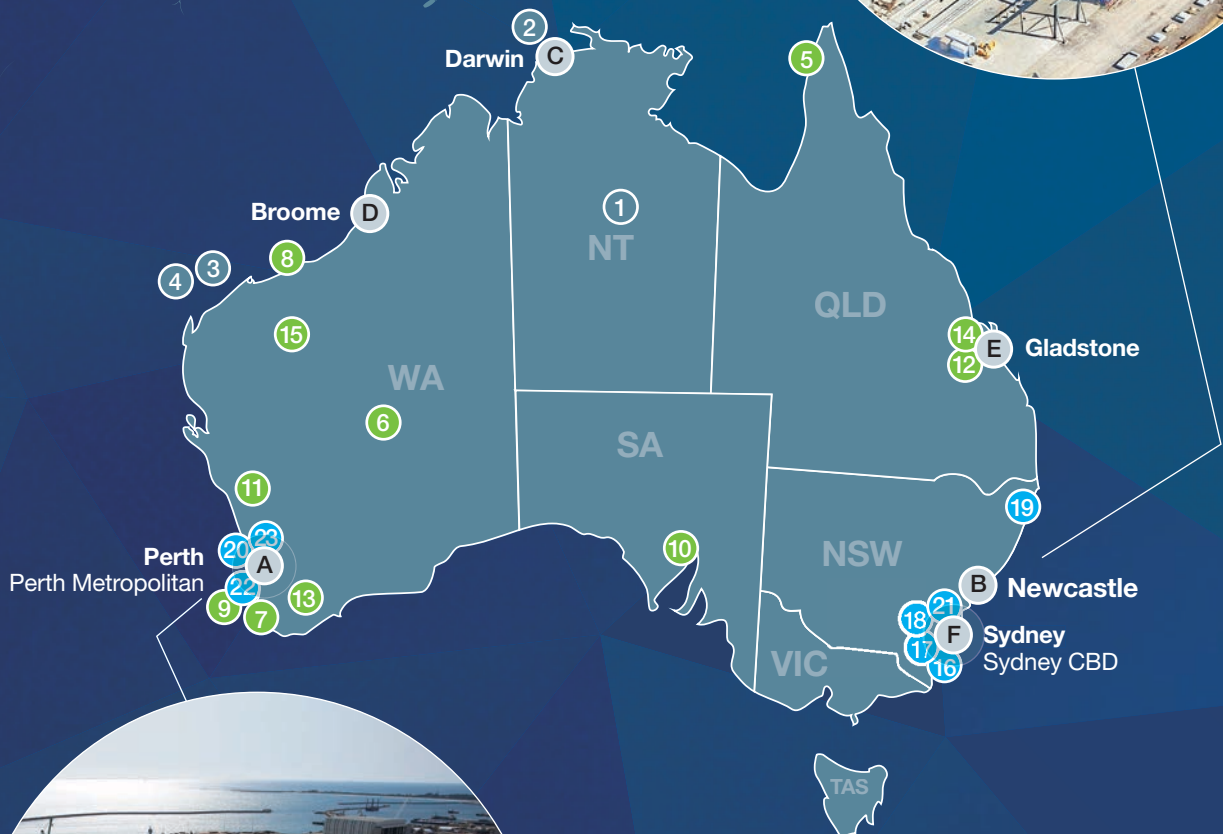 2
Darwin
C
5
1
Broome
D
NT
8
3
4
QLD
15
14
E
Gladstone
12
WA
6
SA
11
19
23
20
Perth
A
Perth Metropolitan
22
9
7
13
10
NSW
B
Newcastle
21
18
F
Sydney
17
Sydney CBD
16
VIC
TAS